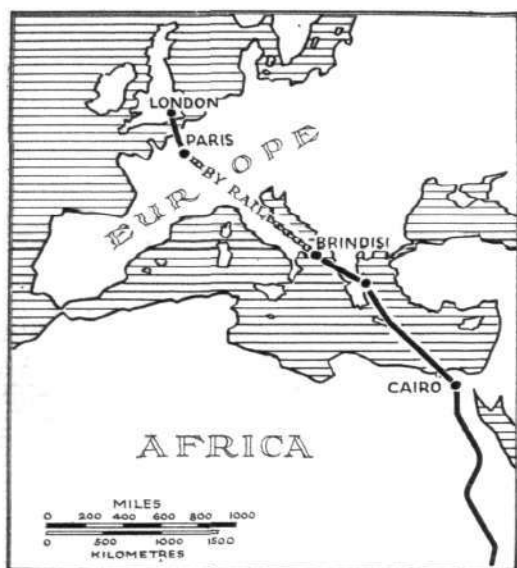 LONDON
PARIS
EUROPE
BY RAIL
BRINDISI
CAIRO
AFRICA
MILES
0 200 400 600 800 1000
0 500 1000 1500
KILOMETRES